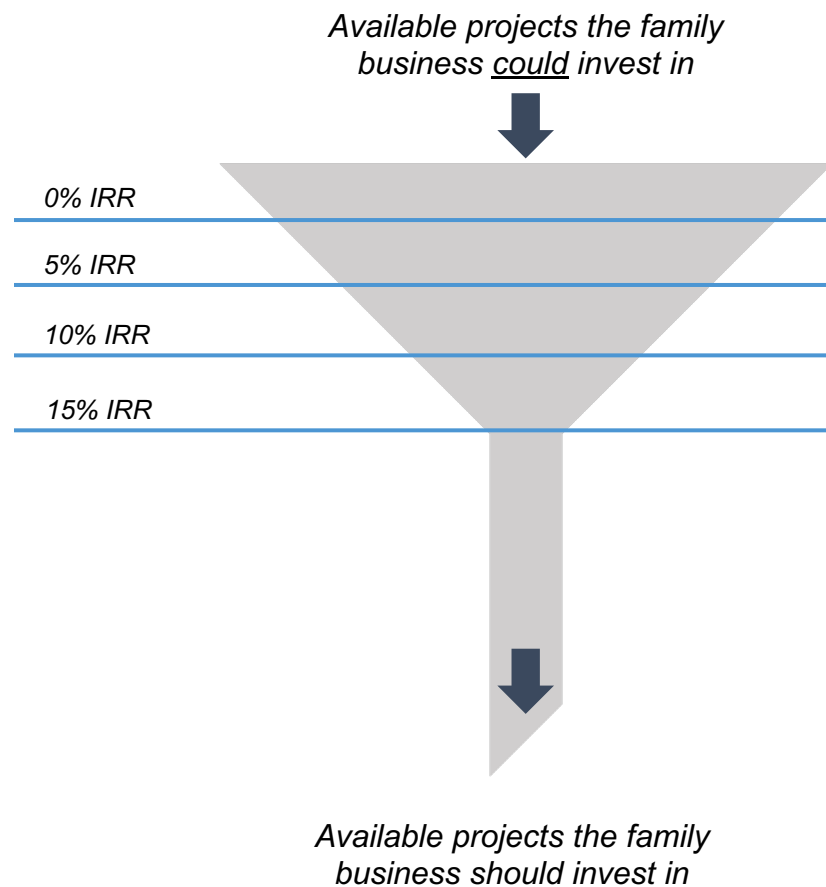 Available projects the family
business could invest in
0% IRR
5% IRR
10% IRR
15% IRR
Available projects the family
business should invest in